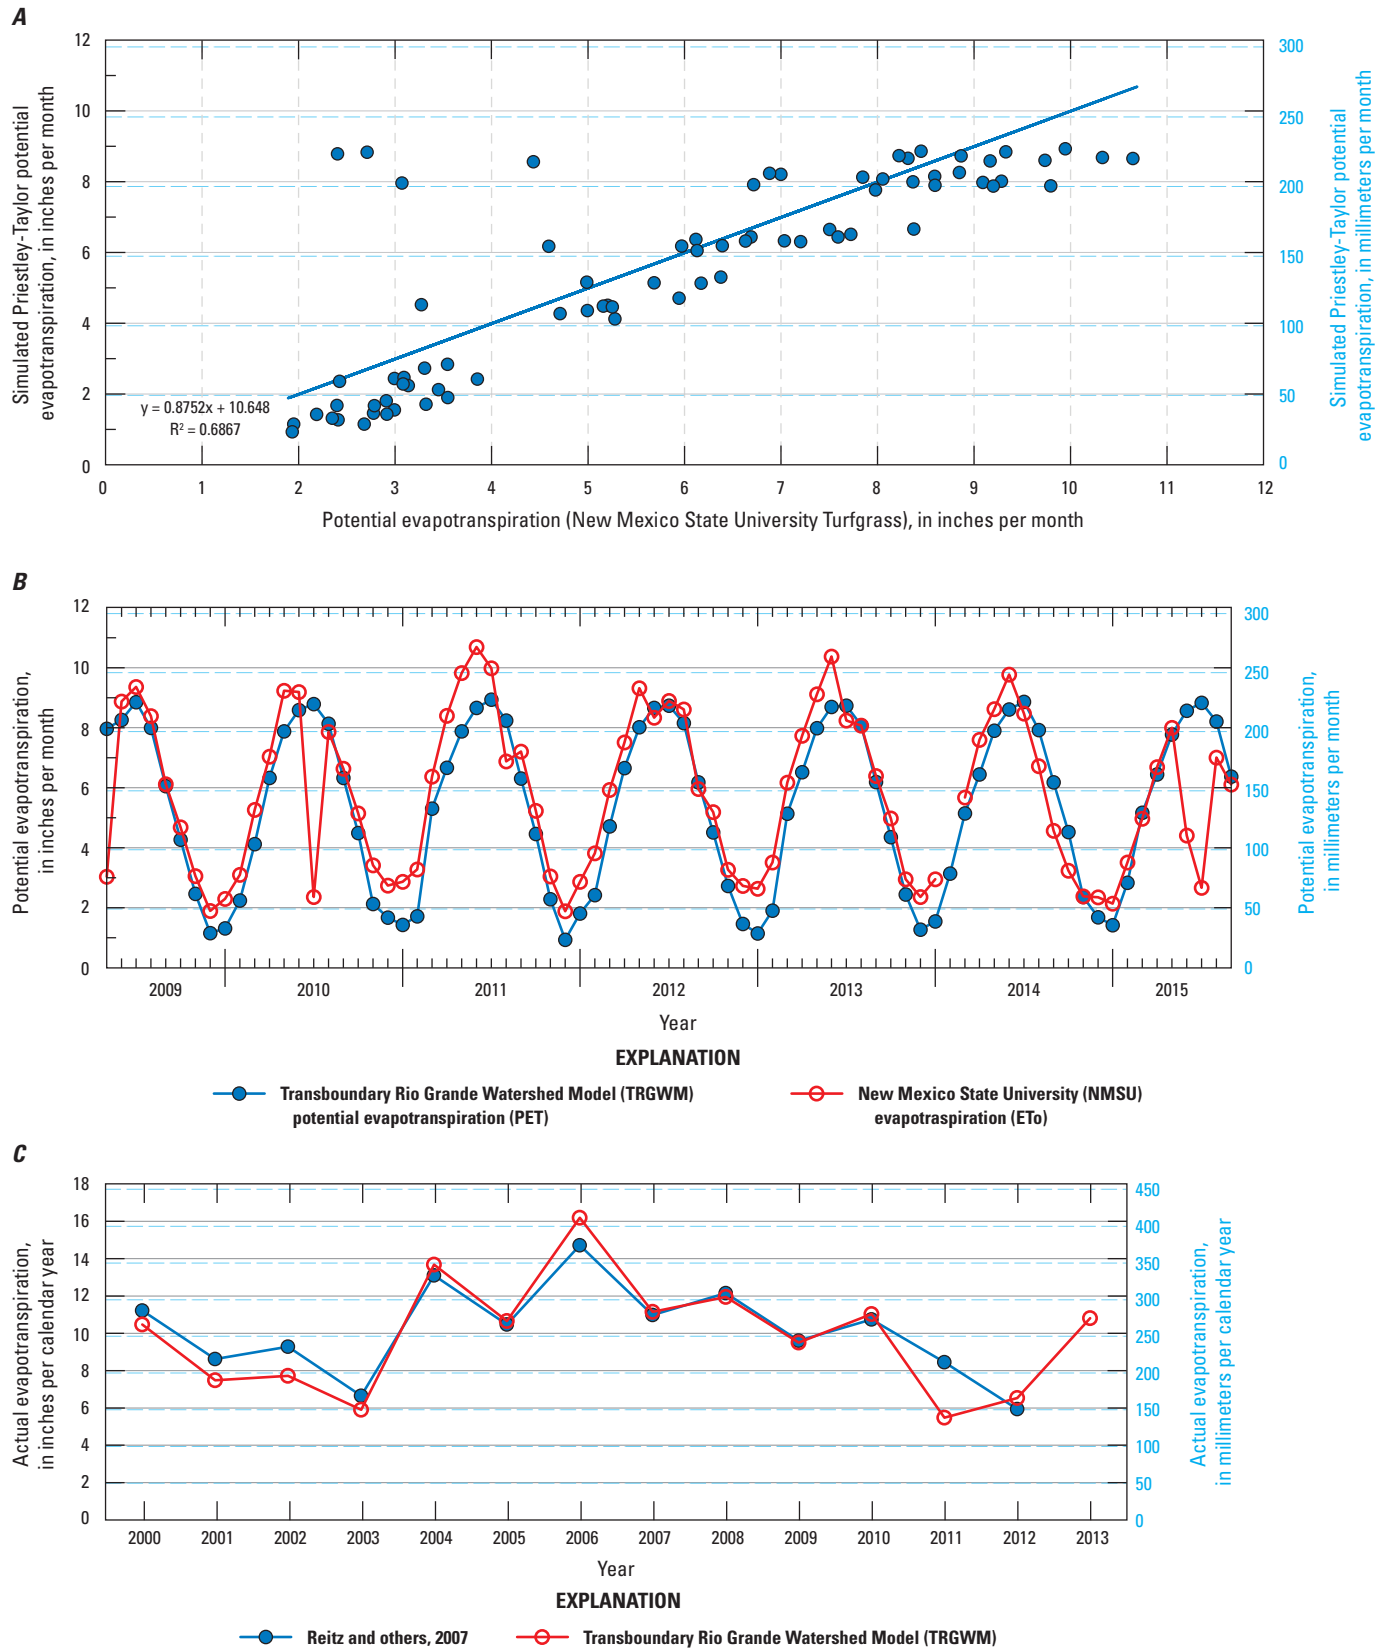 A
12
10
8
6
4
2
0
Simulated Priestley-Taylor potential
evapotranspiration, in inches per month
300
250
200
150
100
50
0
Simulated Priestley-Taylor potential
evapotranspiration, in millimeters per month
y = 0.8752x + 10.648
R² = 0.6867
0 1 2 3 4 5 6 7 8 9 10 11 12
Potential evapotranspiration (New Mexico State University Turfgrass), in inches per month
B
12
10
8
6
4
2
0
Potential evapotranspiration,
in inches per month
300
250
200
150
100
50
0
Potential evapotranspiration,
in millimeters per month
2009 2010 2011 2012 2013 2014 2015
Year
EXPLANATION
Transboundary Rio Grande Watershed Model (TRGWM)
potential evapotranspiration (PET)
New Mexico State University (NMSU)
evapotraspiration (ETo)
C
18
16
14
12
10
8
6
4
2
0
Actual evapotranspiration,
in inches per calendar year
450
400
350
300
250
200
150
100
50
0
Actual evapotranspiration,
in millimeters per calendar year
2000 2001 2002 2003 2004 2005 2006 2007 2008 2009 2010 2011 2012 2013
Year
EXPLANATION
Reitz and others, 2007
Transboundary Rio Grande Watershed Model (TRGWM)